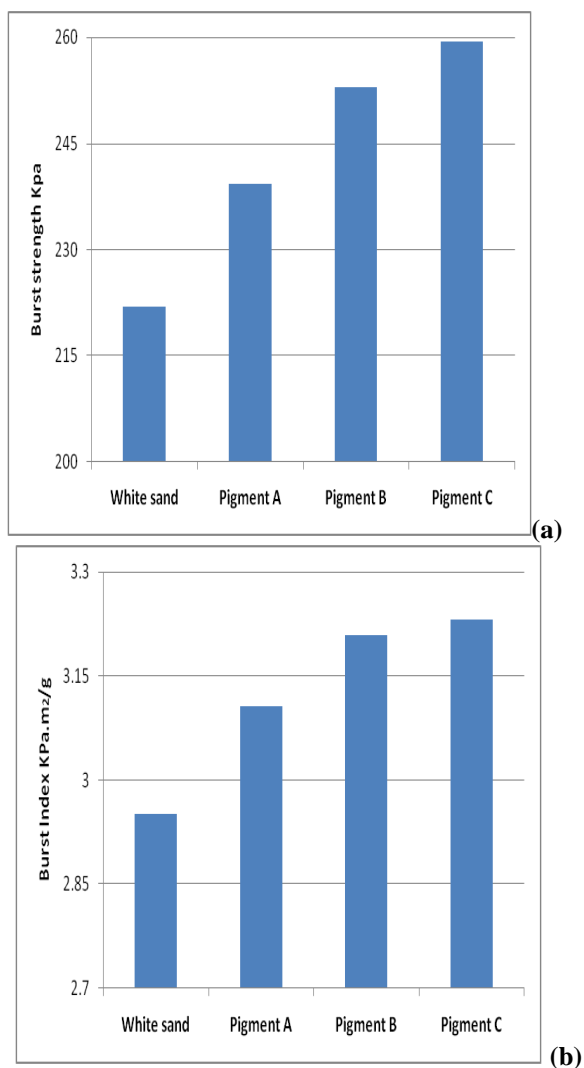 260
245
230
215
200
Burst strength Kpa
White sand Pigment A Pigment B Pigment C
(a)
3.3
3.15
3
2.85
2.7
Burst Index KPa.m2/g
White sand Pigment A Pigment B Pigment C
(b)